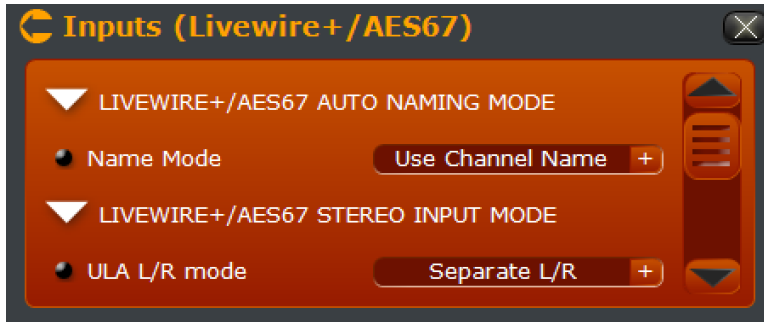 Inputs (Livewire+/AES67)
LIVEWIRE+/AES67 AUTO NAMING MODE
Name Mode Use Channel Name +
LIVEWIRE+/AES67 STEREO INPUT MODE
ULA L/R mode Separate L/R +